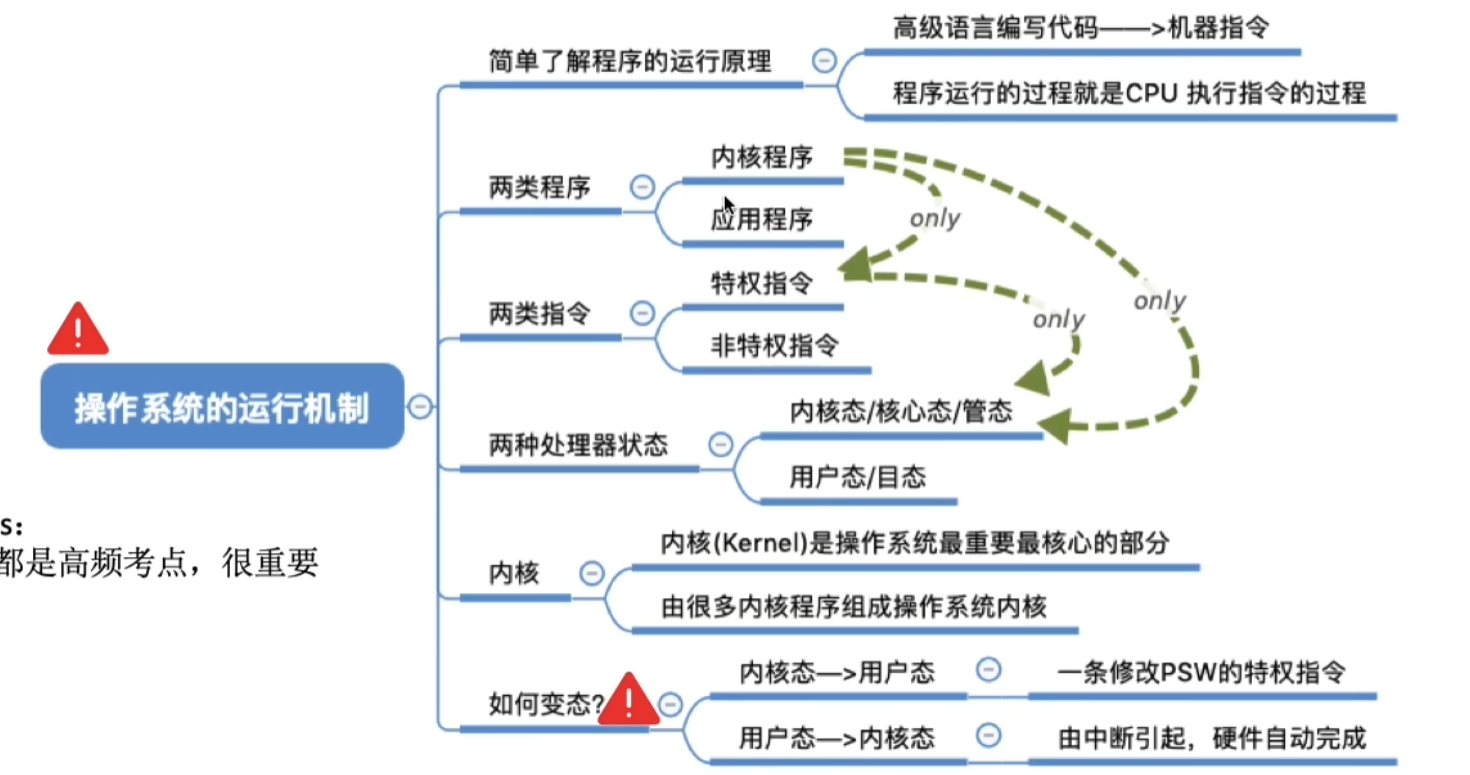 高级语言编写代码——>机器指令
简单了解程序的运行原理
程序运行的过程就是CPU 执行指令的过程
两类程序
内核程序
应用程序
only
两类指令
特权指令
非特权指令
only
only
操作系统的运行机制
两种处理器状态
内核态/核心态/管态
用户态/目态
s:
都是高频考点，很重要
内核
内核(Kernel)是操作系统最重要最核心的部分
由很多内核程序组成操作系统内核
如何变态?
内核态—>用户态
一条修改PSW的特权指令
用户态—>内核态
由中断引起，硬件自动完成